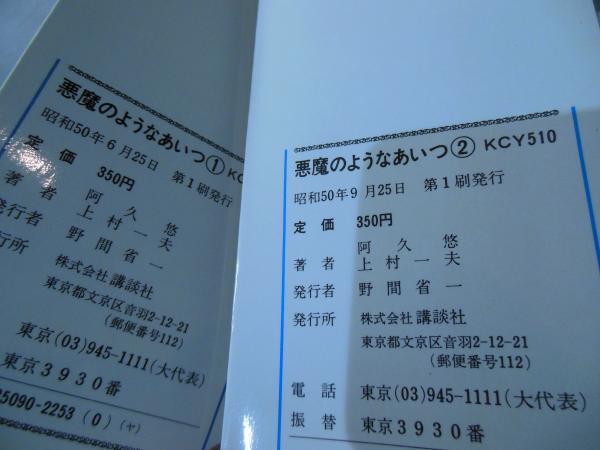 悪魔のようなあいつ① KC
昭和50年6月25日 第1刷発行
定価 350円
阿久悠
著者 上村一夫
発行者 野間省一
行所 株式会社 講談社
東京都文京区音羽2-12-21
(郵便番号112)
東京(03)945-1111(大代表)
東京3930番
5090-2253 (0) (ヤ)
悪魔のようなあいつ② KCY510
昭和50年9月25日 第1刷発行
定価 350円
阿久悠
著者 上村一夫
発行者 野間省一
発行所 株式会社 講談社
東京都文京区音羽2-12-21
(郵便番号112)
電話 東京(03)945-1111(大代表)
振替 東京3930番